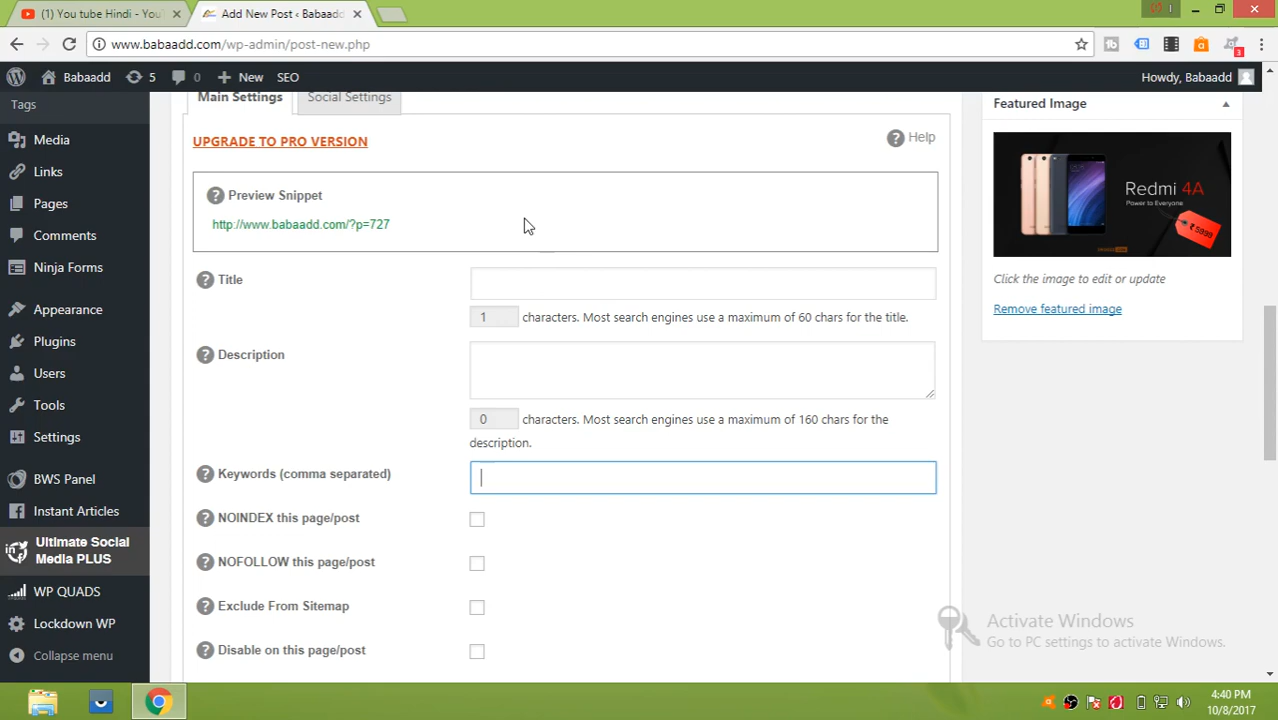 (1) You tube Hindi - You
Add New Post ‹ Babaadd
www.babaadd.com/wp-admin/post-new.php
3
Babaadd
5
0
New
SEO
Howdy, Babaadd
Tags
Media
Links
Pages
Comments
Ninja Forms
Appearance
Plugins
Users
Tools
Settings
BWS Panel
Instant Articles
Ultimate Social
Media PLUS
WP QUADS
Lockdown WP
Collapse menu
Main Settings
Social Settings
UPGRADE TO PRO VERSION
Help
Preview Snippet
http://www.babaadd.com/?p=727
Title
1 characters. Most search engines use a maximum of 60 chars for the title.
Description
0 characters. Most search engines use a maximum of 160 chars for the
description.
Keywords (comma separated)
NOINDEX this page/post
NOFOLLOW this page/post
Exclude From Sitemap
Disable on this page/post
Featured Image
Redmi 4A
Power to Everyone
₹ 5999
Click the image to edit or update
Remove featured image
Activate Windows
Go to PC settings to activate Windows.
4:40 PM
10/8/2017